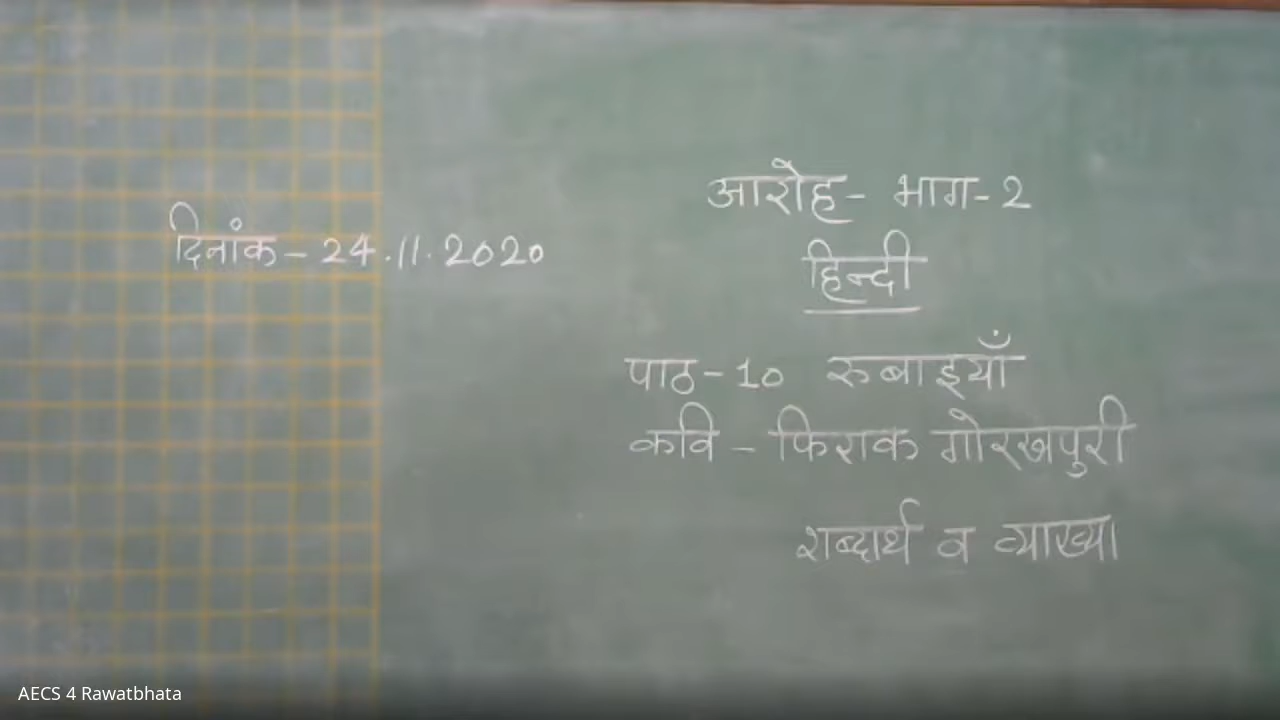 आरोह- भाग-2
दिनांक - 24.11.2020
हिन्दी
पाठ-10 रुबाइयाँ
कवि - फिराक गोरखपुरी
शब्दार्थ व व्याख्या
AECS 4 Rawatbhata